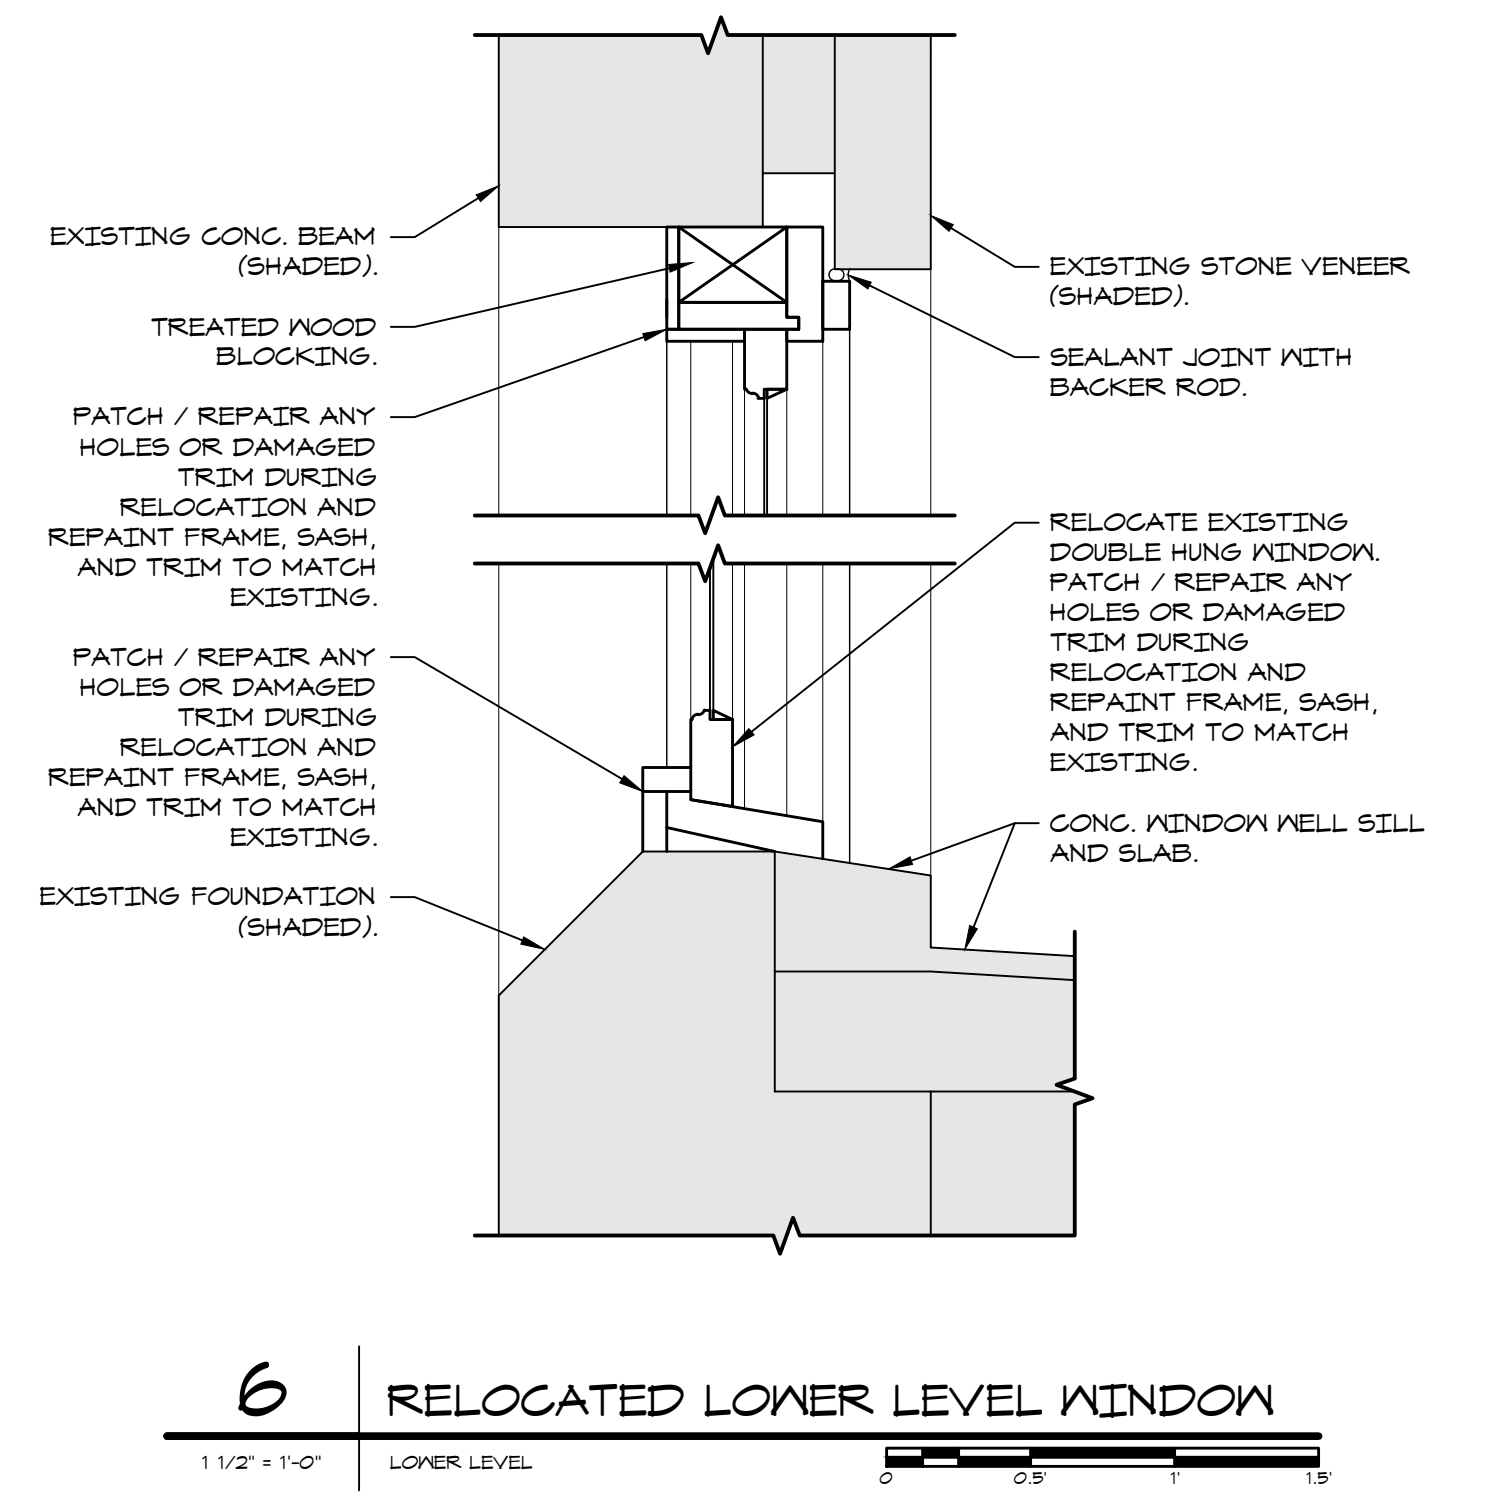 EXISTING CONC. BEAM
(SHADED).
TREATED WOOD
BLOCKING.
PATCH / REPAIR ANY
HOLES OR DAMAGED
TRIM DURING
RELOCATION AND
REPAINT FRAME, SASH,
AND TRIM TO MATCH
EXISTING.
PATCH / REPAIR ANY
HOLES OR DAMAGED
TRIM DURING
RELOCATION AND
REPAINT FRAME, SASH,
AND TRIM TO MATCH
EXISTING.
EXISTING FOUNDATION
(SHADED).
EXISTING STONE VENEER
(SHADED).
SEALANT JOINT WITH
BACKER ROD.
RELOCATE EXISTING
DOUBLE HUNG WINDOW.
PATCH / REPAIR ANY
HOLES OR DAMAGED
TRIM DURING
RELOCATION AND
REPAINT FRAME, SASH,
AND TRIM TO MATCH
EXISTING.
CONC. WINDOW WELL SILL
AND SLAB.
6
RELOCATED LOWER LEVEL WINDOW
1 1/2" = 1'-0"
LOWER LEVEL
0 0.5' 1' 1.5'